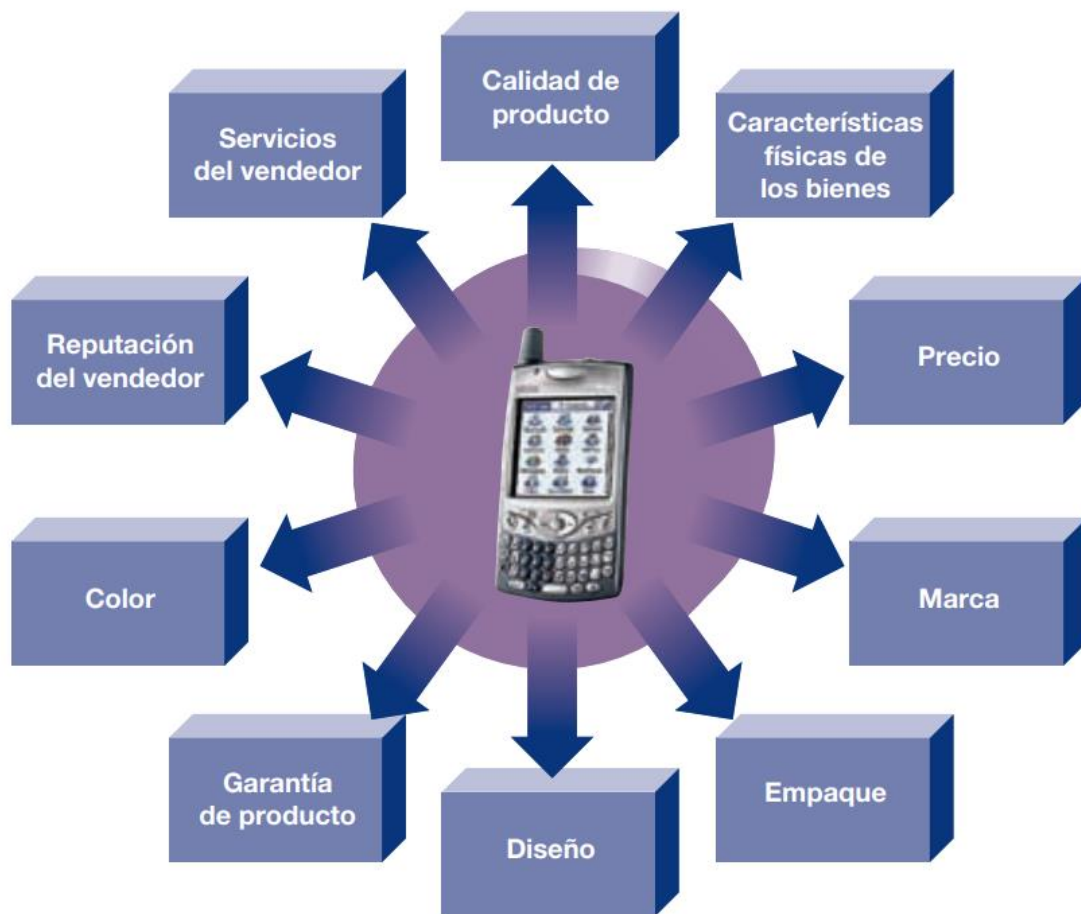 Calidad de
producto
Características
físicas de
los bienes
Precio
Marca
Empaque
Diseño
Garantía
de producto
Color
Reputación
del vendedor
Servicios
del vendedor